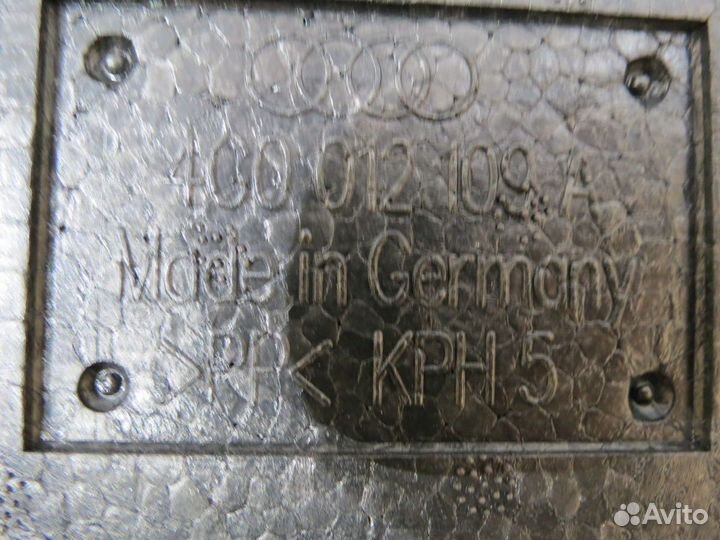 4G0 012 109 A
Made in Germany
>PP< KPH 5
Avito